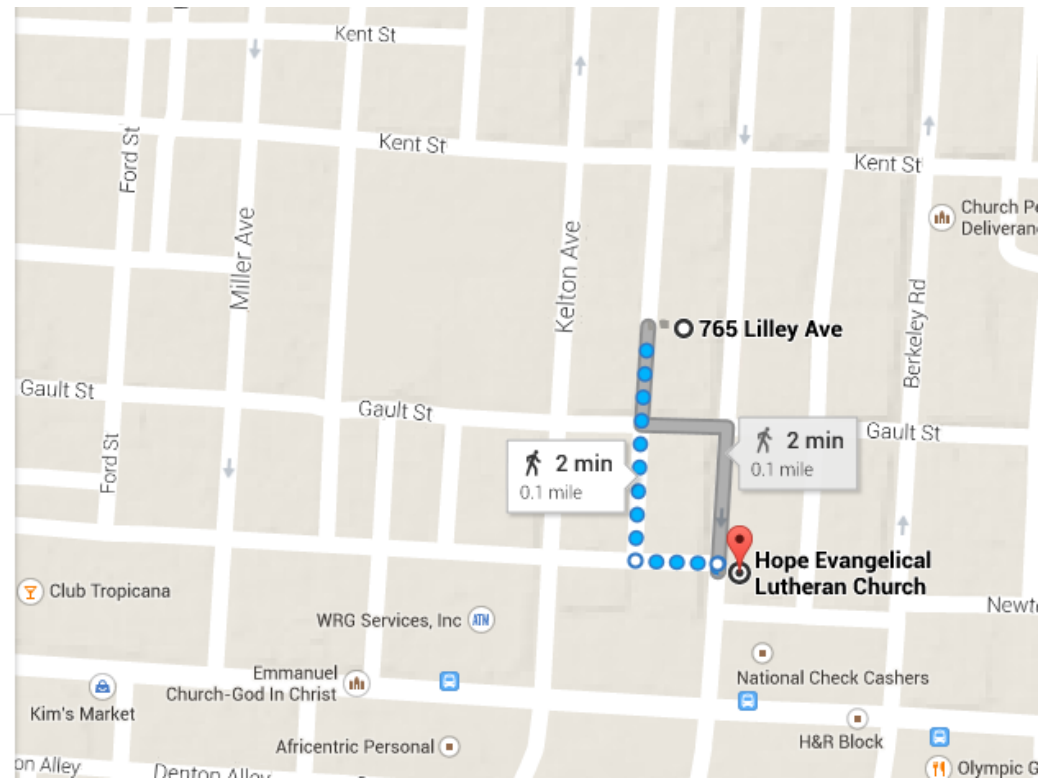 Kent St
Kent St
Kent St
Ford St
Miller Ave
Kelton Ave
Berkeley Rd
Church Pe
Deliveran
765 Lilley Ave
Gault St
Gault St
Gault St
Ford St
2 min
0.1 mile
2 min
0.1 mile
Hope Evangelical
Lutheran Church
Club Tropicana
WRG Services, Inc
ATM
Newt
Emmanuel
Church-God In Christ
National Check Cashers
Kim's Market
H&R Block
Africentric Personal
on Alley
Denton Alley
Olympic G